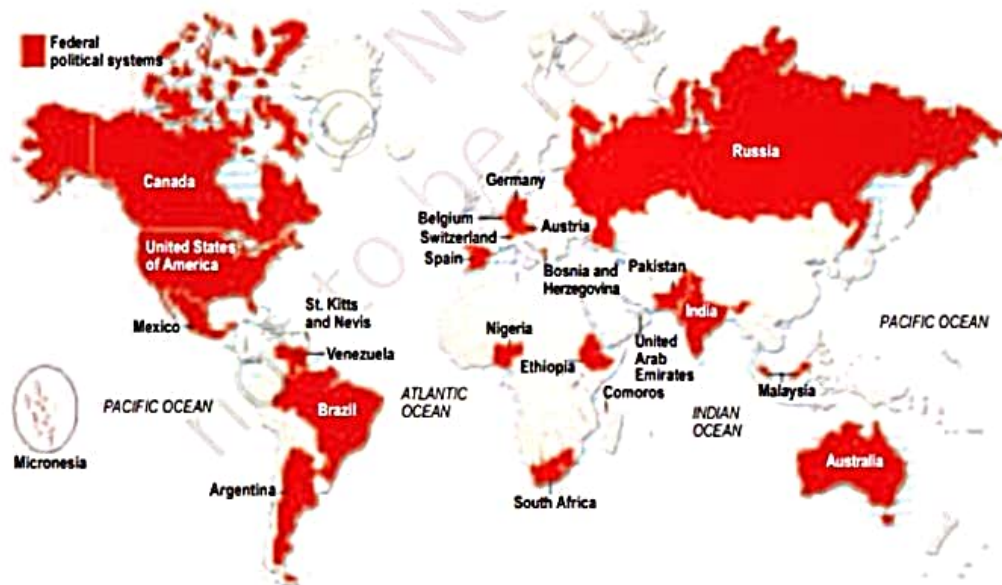 Federal
political systems
Canada
United States
of America
Mexico
St. Kitts
and Nevis
Venezuela
Brazil
Argentina
PACIFIC OCEAN
Micronesia
ATLANTIC
OCEAN
Germany
Belgium
Switzerland
Austria
Spain
Bosnia and
Herzegovina
Russia
Pakistan
India
Nigeria
Ethiopia
United
Arab
Emirates
Comoros
South Africa
INDIAN
OCEAN
Malaysia
PACIFIC OCEAN
Australia